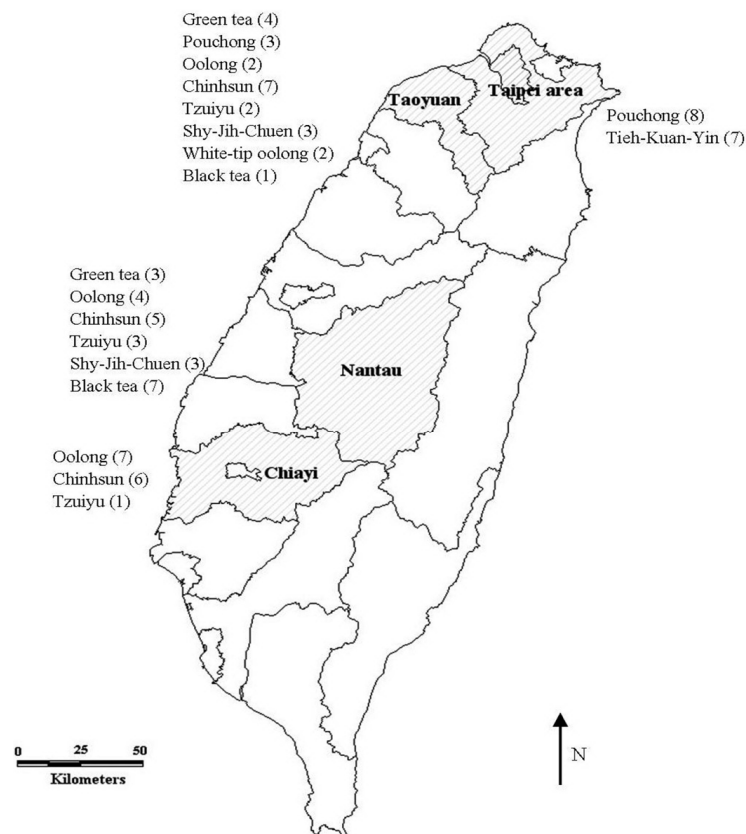 Green tea (4)
Pouchong (3)
Oolong (2)
Chinhsun (7)
Tzuiyu (2)
Shy-Jih-Chuen (3)
White-tip oolong (2)
Black tea (1)
Taoyuan
Taipei area
Pouchong (8)
Tieh-Kuan-Yin (7)
Green tea (3)
Oolong (4)
Chinhsun (5)
Tzuiyu (3)
Shy-Jih-Chuen (3)
Black tea (7)
Nantau
Oolong (7)
Chinhsun (6)
Tzuiyu (1)
Chiayi
0 25 50
Kilometers
N